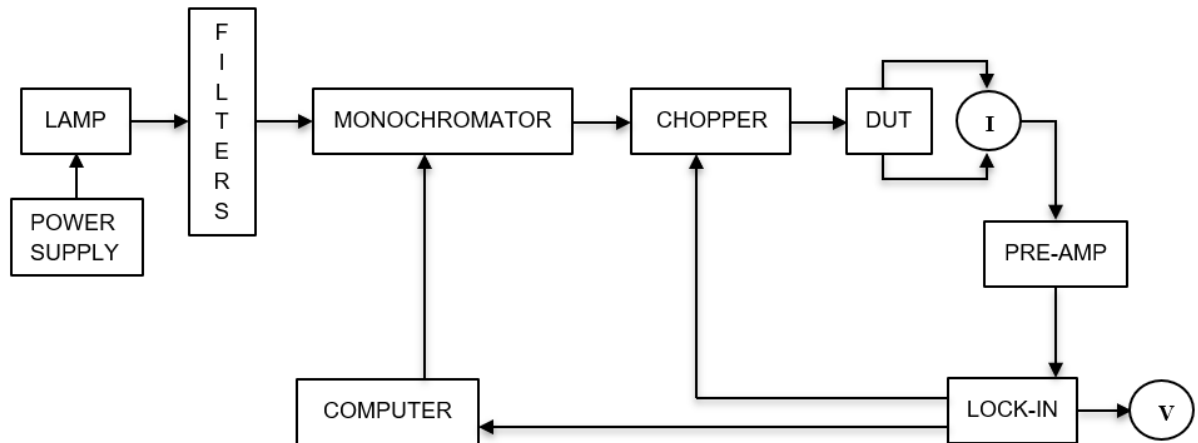 F
I
L
T
E
R
S
LAMP
MONOCHROMATOR
CHOPPER
DUT
I
POWER
SUPPLY
PRE-AMP
COMPUTER
LOCK-IN
V